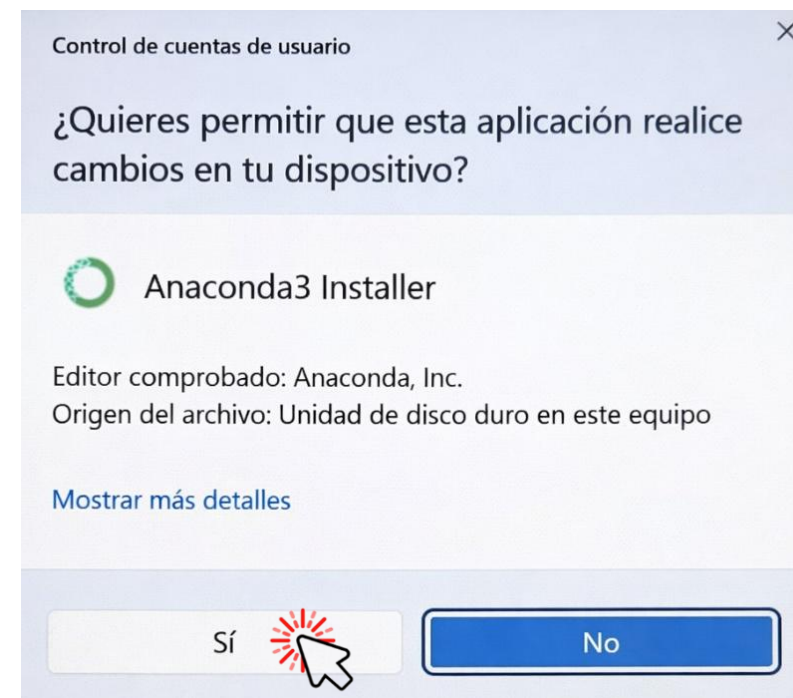 Control de cuentas de usuario
¿Quieres permitir que esta aplicación realice
cambios en tu dispositivo?
Anaconda3 Installer
Editor comprobado: Anaconda, Inc.
Origen del archivo: Unidad de disco duro en este equipo
Mostrar más detalles
Sí
No